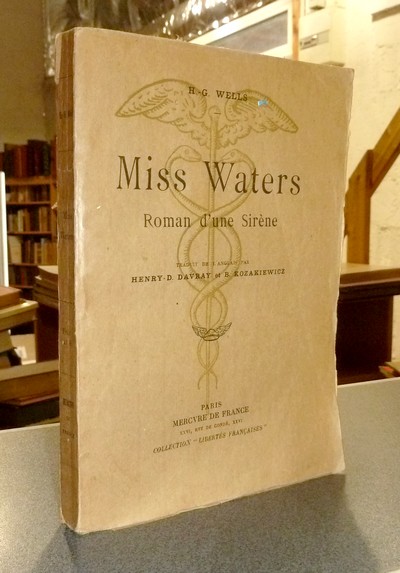 H.-G. WELLS
Miss Waters
Roman d'une Sirène
TRADUIT DE L'ANGLAIS PAR
HENRY-D. DAVRAY et B. KOZAKIEWICZ
PARIS
MERCVRE DE FRANCE
XXVI, RVE DE CONDÉ, XXVI
COLLECTION "LIBERTÉS FRANÇAISES"